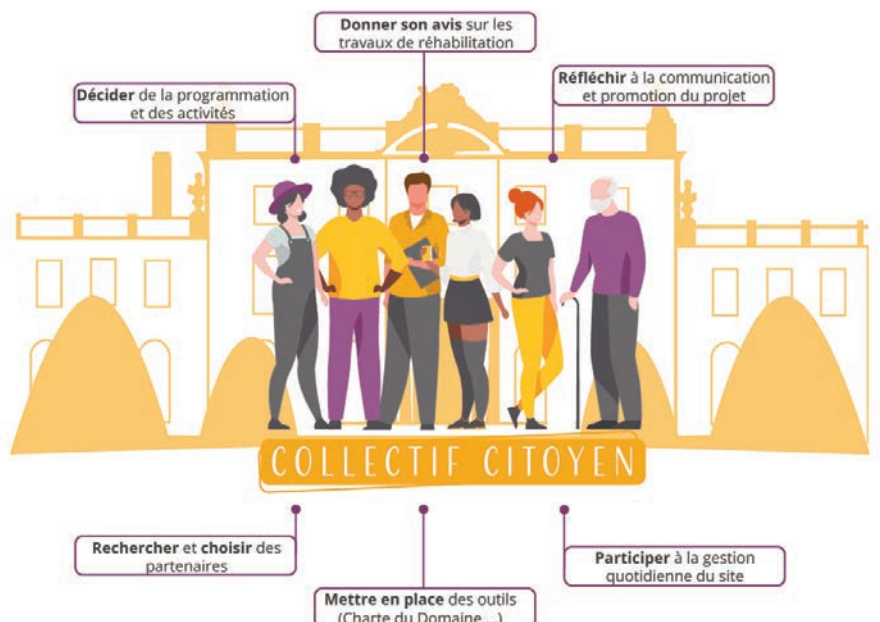 Donner son avis sur les
travaux de réhabilitation
Décider de la programmation
et des activités
Réfléchir à la communication
et promotion du projet
COLLECTIF CITOYEN
Rechercher et choisir des
partenaires
Mettre en place des outils
(Charte du Domaine ...)
Participer à la gestion
quotidienne du site